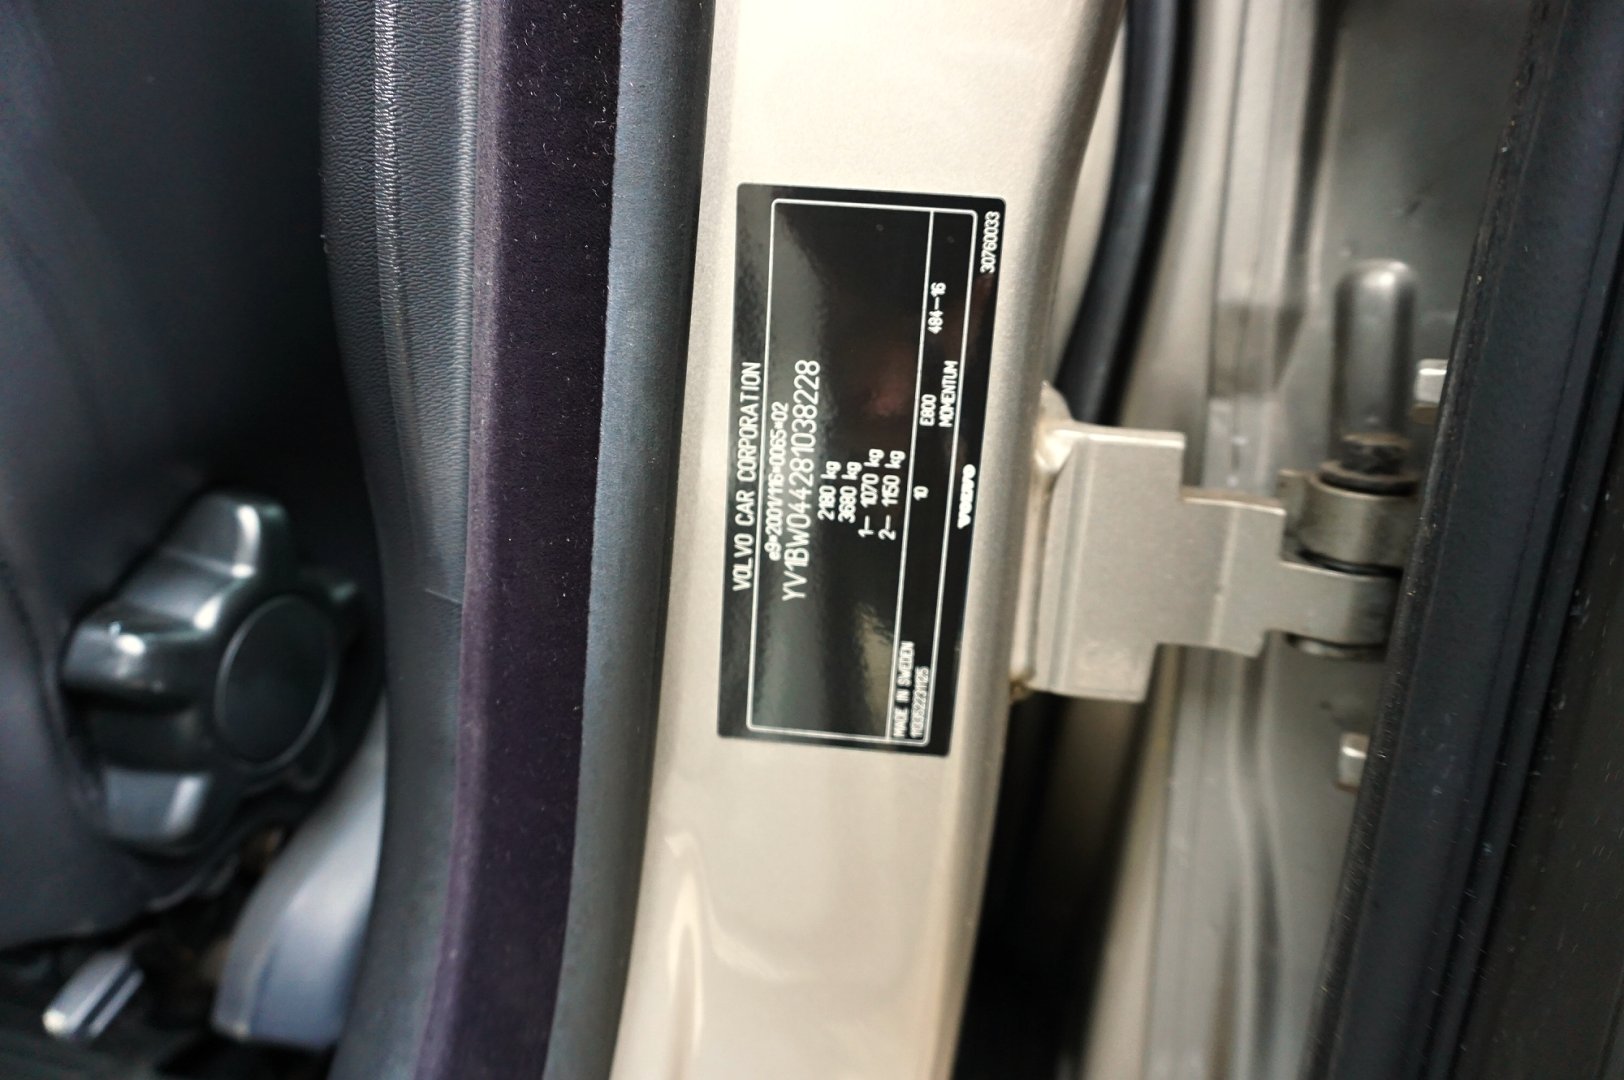 VOLVO CAR CORPORATION
e9*2001/116*0065*02
YV1BW044281038228
2180 kg
3680 kg
1- 1070 kg
2- 1150 kg
MADE IN SWEDEN
10
E800
484-16
MOMENTUM
VOLVO
30760033